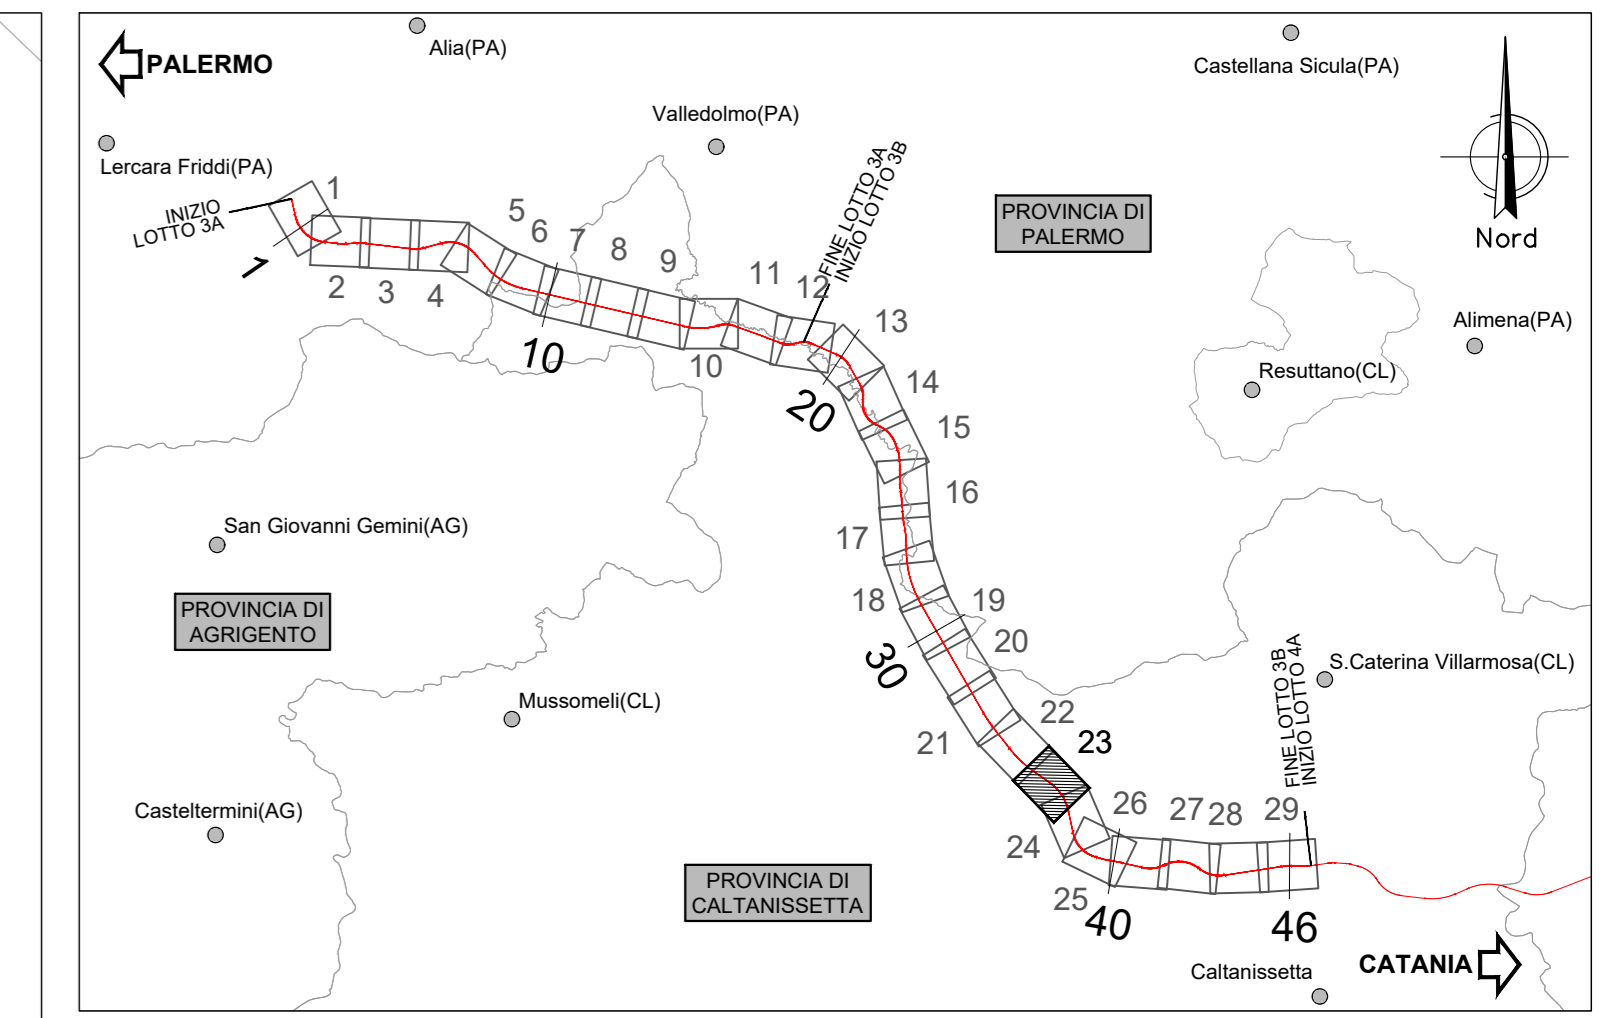 Alia(PA)
PALERMO
Castellana Sicula(PA)
Valledolmo(PA)
Lercara Friddi(PA)
INIZIO
LOTTO 3A
FINE LOTTO 3A
INIZIO LOTTO 3B
PROVINCIA DI
PALERMO
Nord
1
1
2
3
4
5
6
7
8
9
10
10
11
12
13
Alimena(PA)
Resuttano(CL)
14
20
15
16
San Giovanni Gemini(AG)
17
PROVINCIA DI
AGRIGENTO
18
19
20
30
S.Caterina Villarmosa(CL)
FINE LOTTO 3B
INIZIO LOTTO 4A
Mussomeli(CL)
21
22
23
Casteltermini(AG)
24
25
26
27
28
29
PROVINCIA DI
CALTANISSETTA
40
46
Caltanissetta
CATANIA